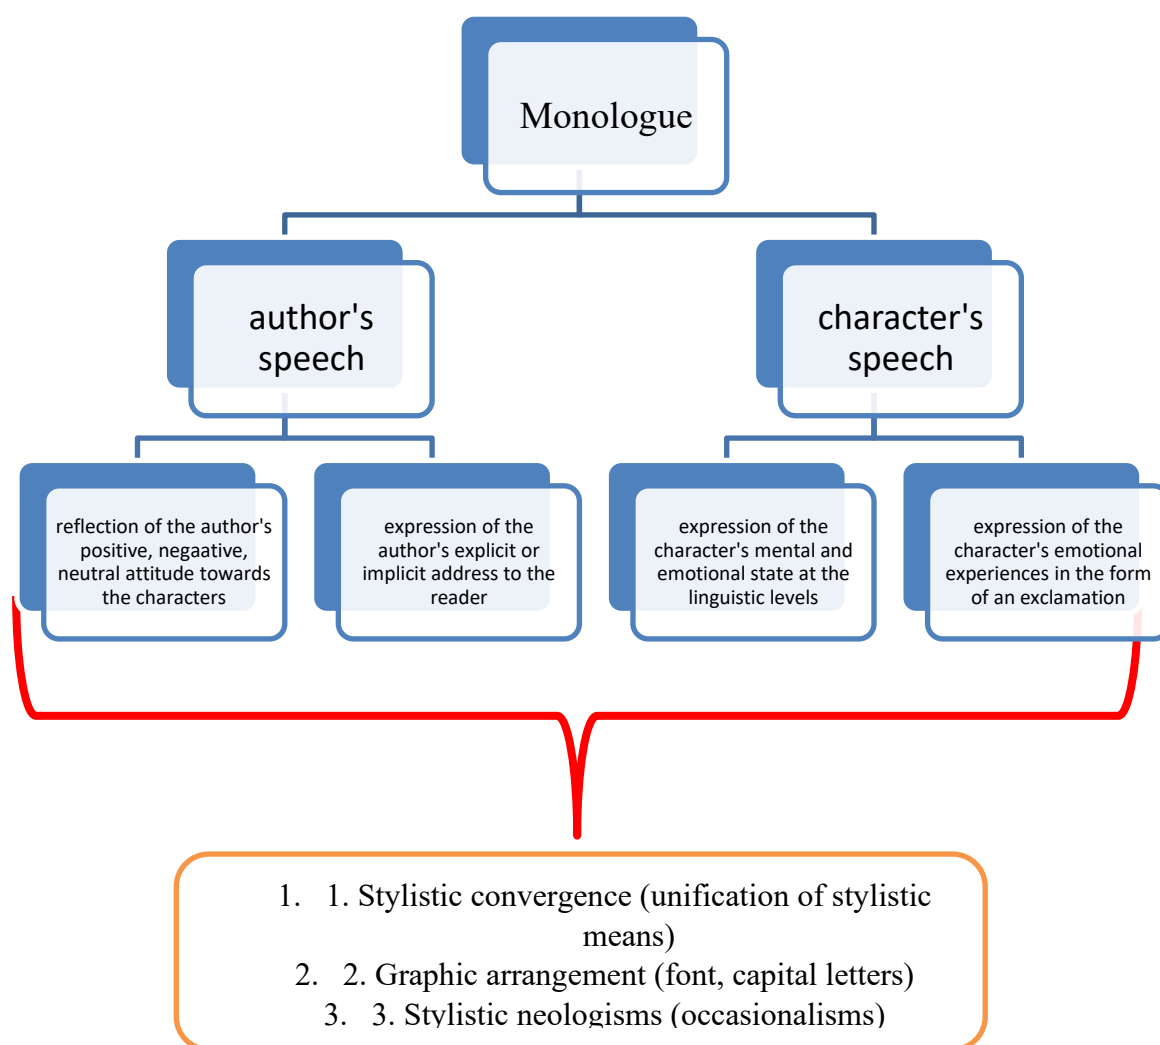 Monologue
author's
speech
character's
speech
reflection of the author's
positive, negaative,
neutral attitude towards
the characters
expression of the
author's explicit or
implicit address to the
reader
expression of the
character's mental and
emotional state at the
linguistic levels
expression of the
character's emotional
experiences in the form
of an exclamation
1. 1. Stylistic convergence (unification of stylistic
means)
2. 2. Graphic arrangement (font, capital letters)
3. 3. Stylistic neologisms (occasionalisms)